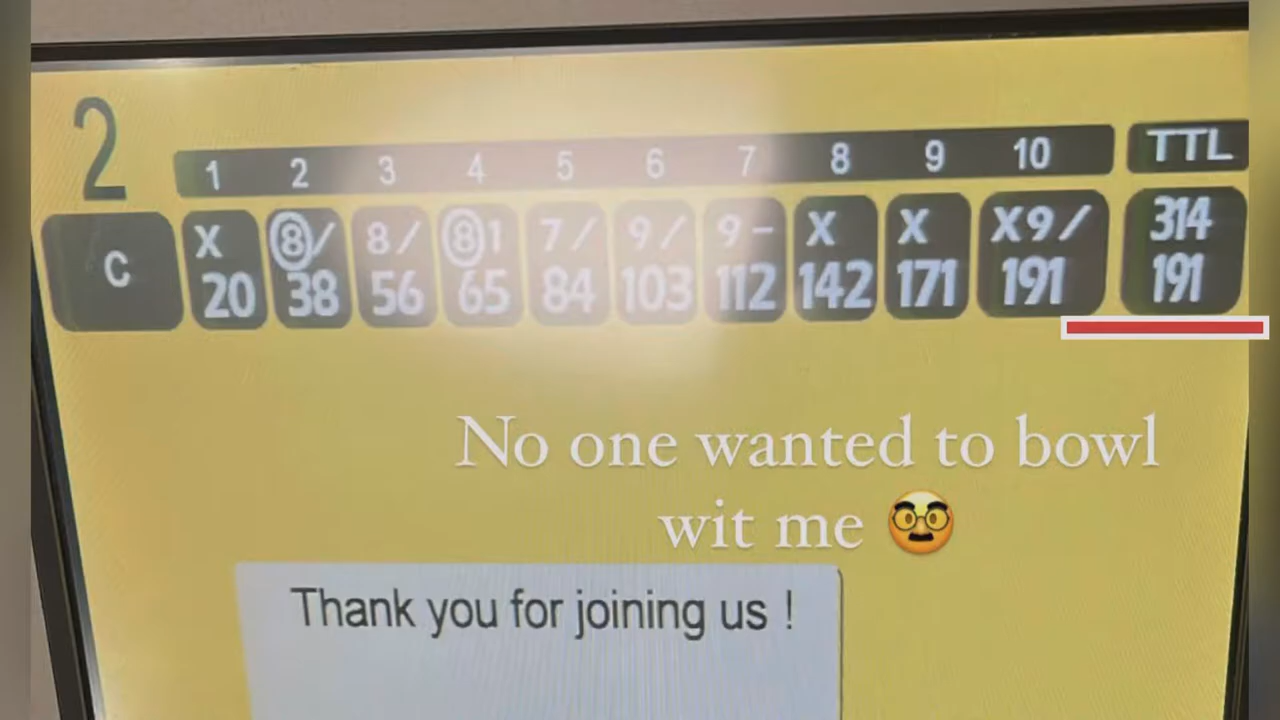 2
1 2 3 4 5 6 7 8 9 10 TTL
C X 8/ 8/ 81 7/ 9/ 9- X X X9/ 314
20 38 56 65 84 103 112 142 171 191 191
No one wanted to bowl
wit me 🥸
Thank you for joining us !